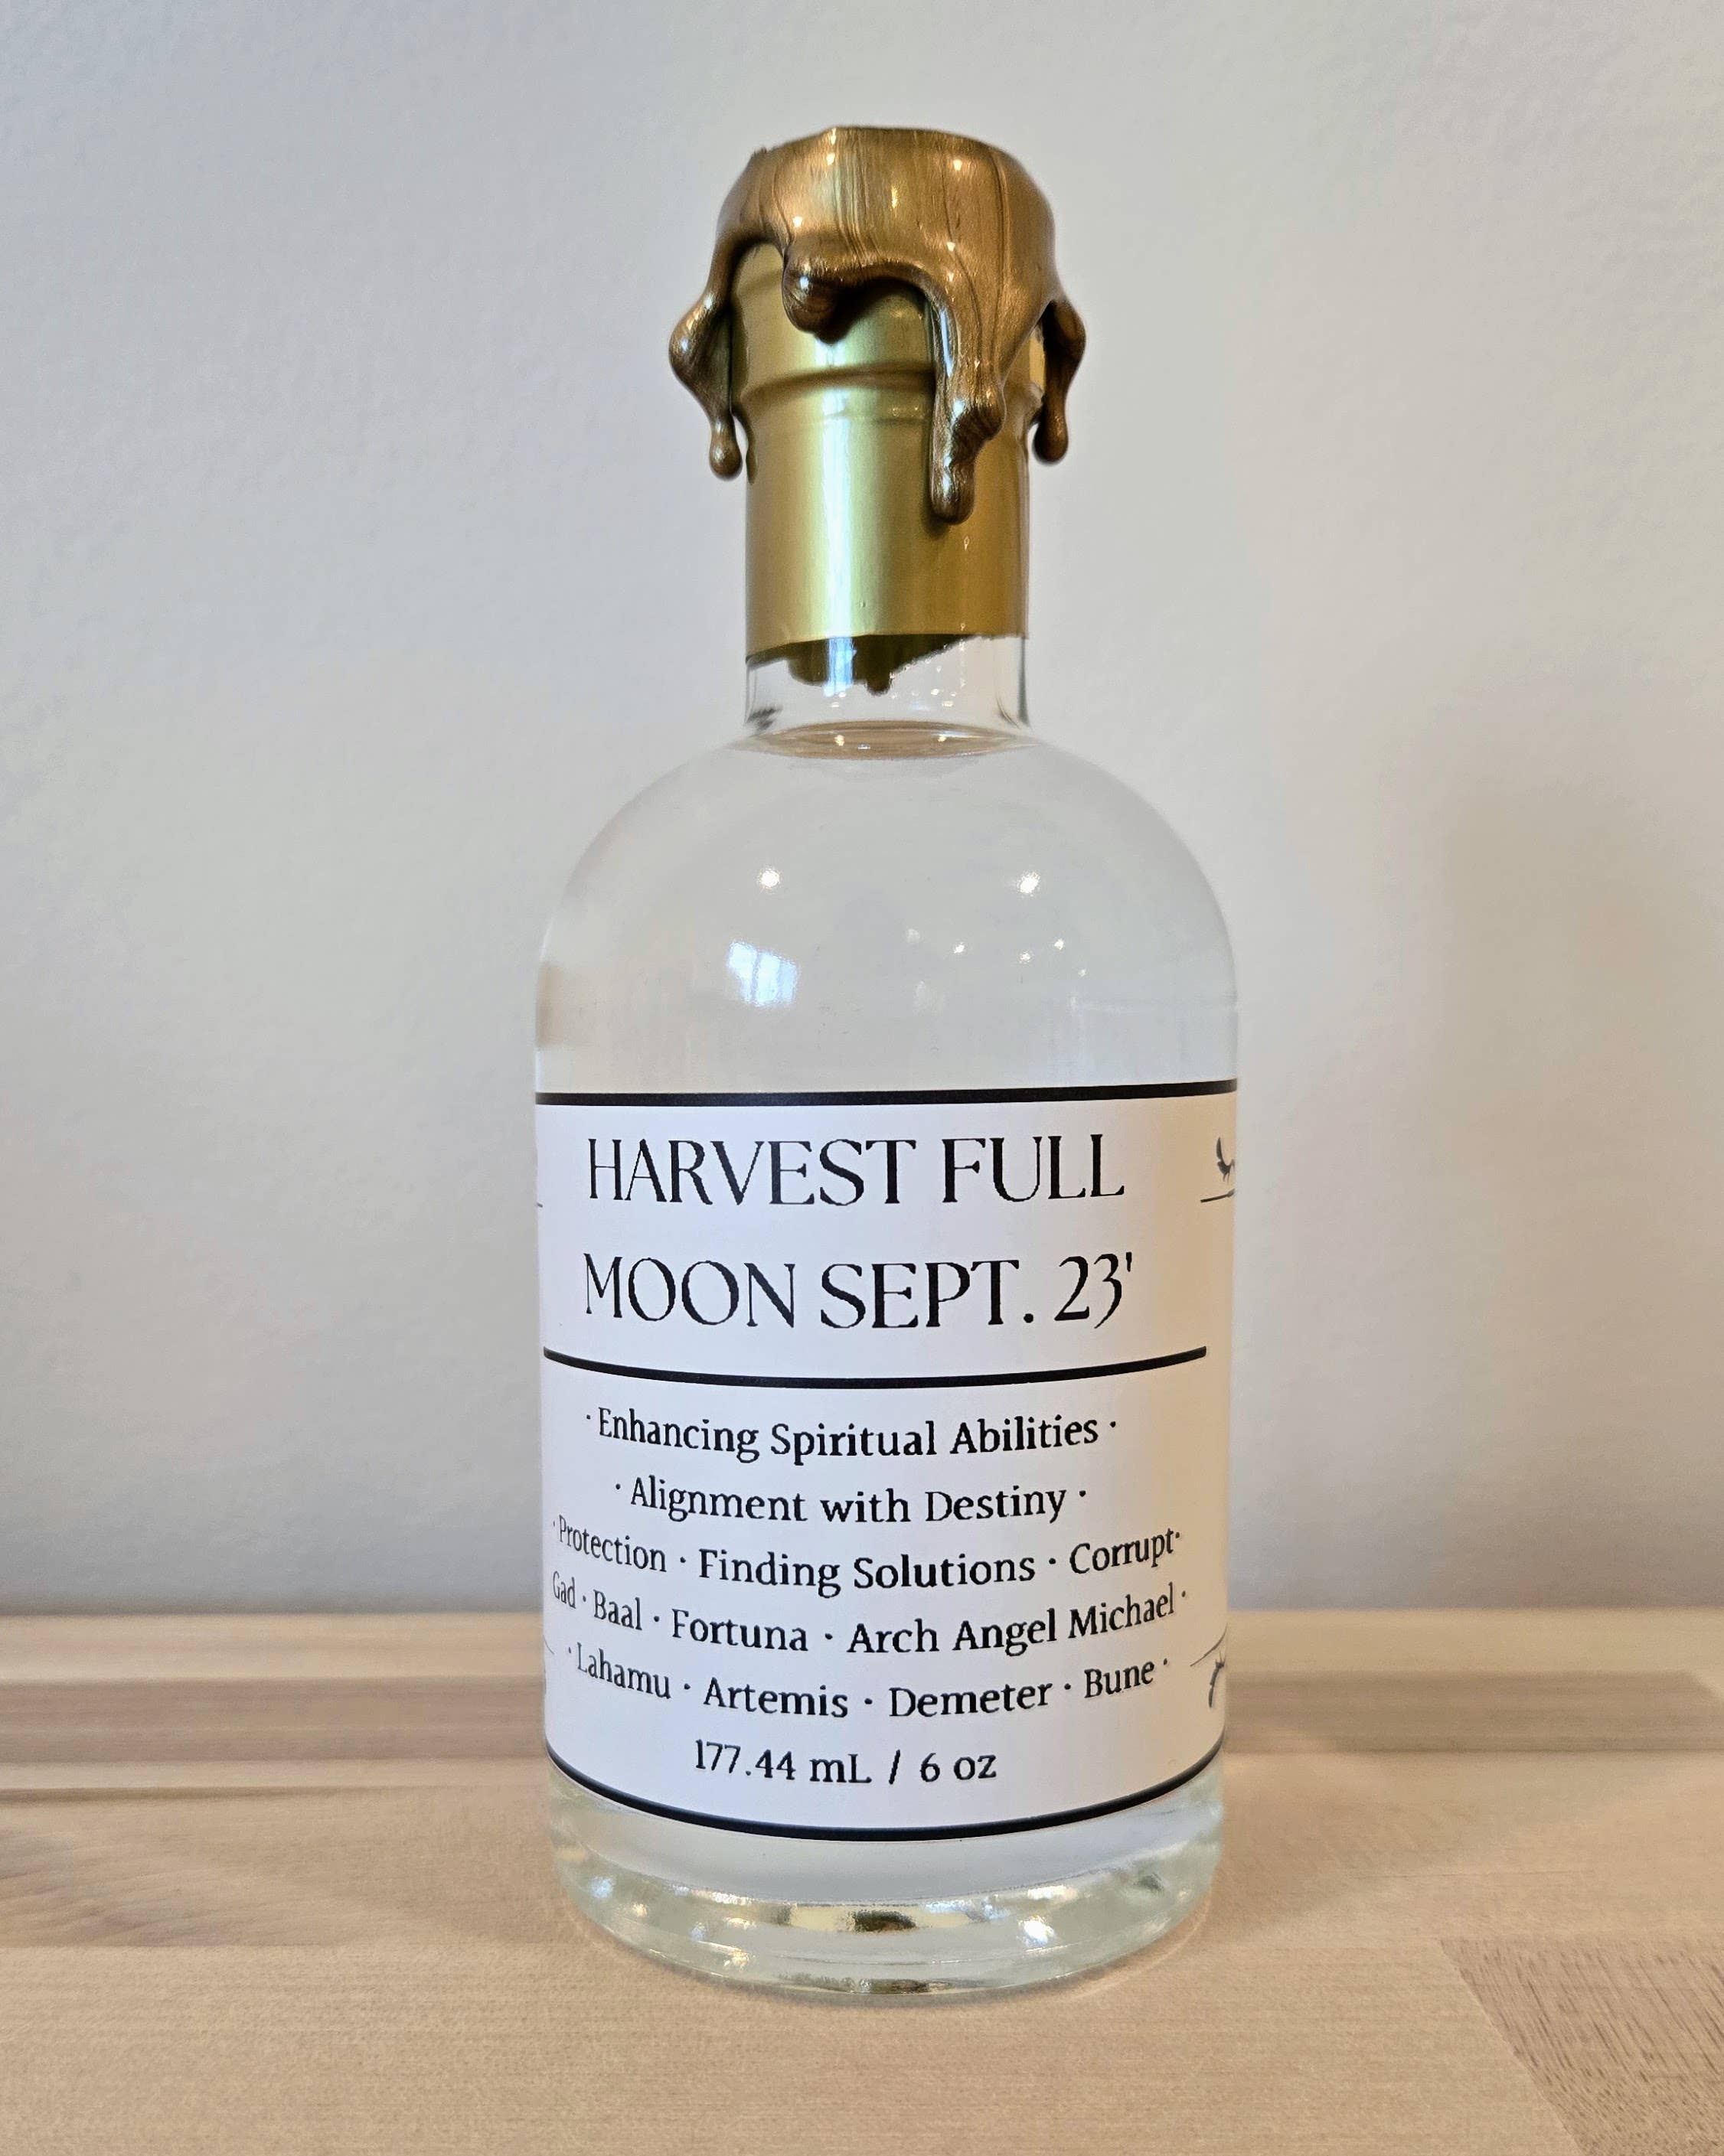 HARVEST FULL
MOON SEPT. 23'
· Enhancing Spiritual Abilities ·
· Alignment with Destiny ·
· Protection · Finding Solutions · Corrupt·
Gad · Baal · Fortuna · Arch Angel Michael ·
· Lahamu · Artemis · Demeter · Bune ·
177.44 mL / 6 oz